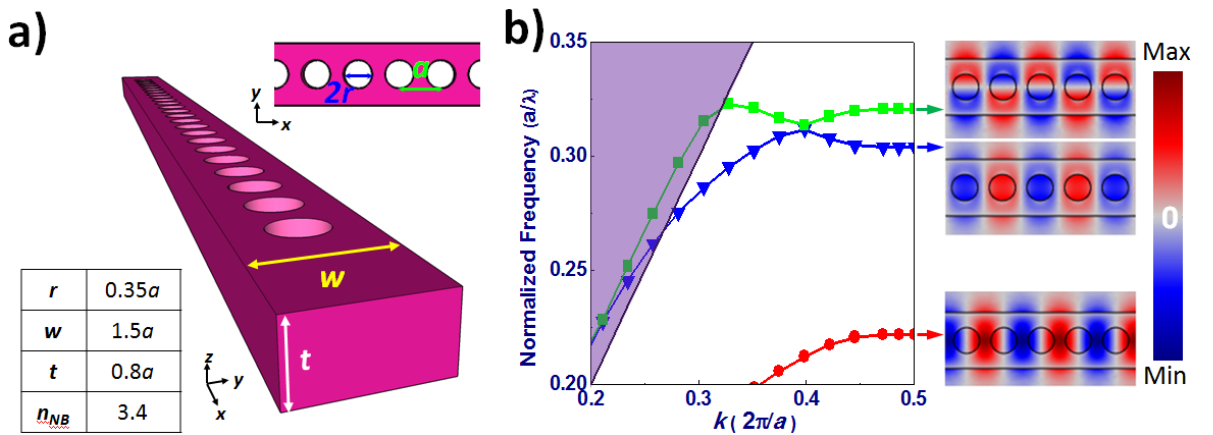 a)
y
x
2r
a
w
t
z
y
x
r 0.35a
w 1.5a
t 0.8a
nNB 3.4
b)
Normalized Frequency (a/λ)
0.35
0.30
0.25
0.20
0.2 0.3 0.4 0.5
k ( 2π/a )
Max
0
Min